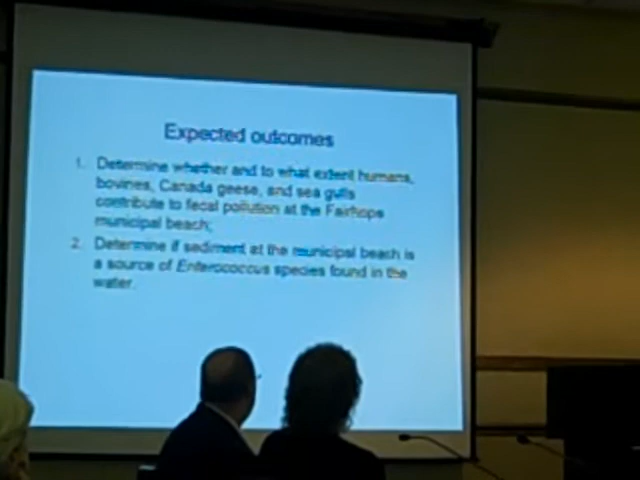 Expected outcomes
1. Determine whether and to what extent humans,
bovines, Canada geese, and sea gulls
contribute to fecal pollution at the Fairhope
municipal beach;
2. Determine if sediment at the municipal beach is
a source of Enterococcus species found in the
water.